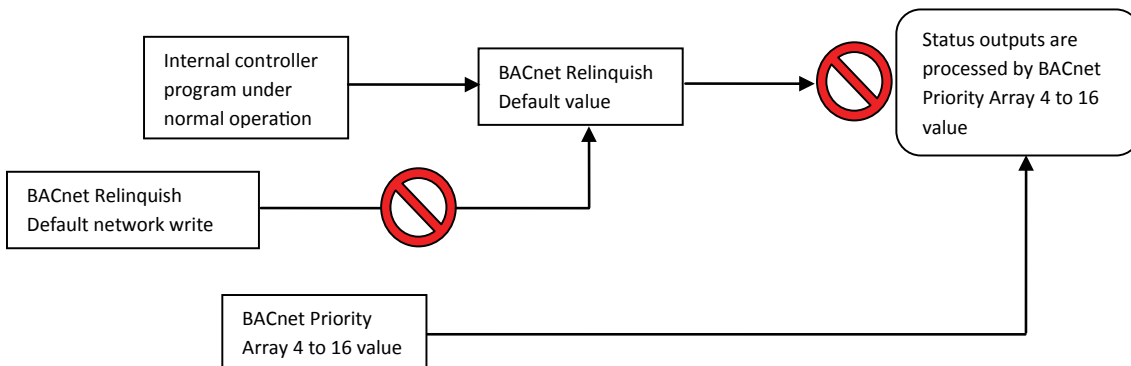 Internal controller
program under
normal operation
BACnet Relinquish
Default value
Status outputs are
processed by BACnet
Priority Array 4 to 16
value
BACnet Relinquish
Default network write
BACnet Priority
Array 4 to 16 value